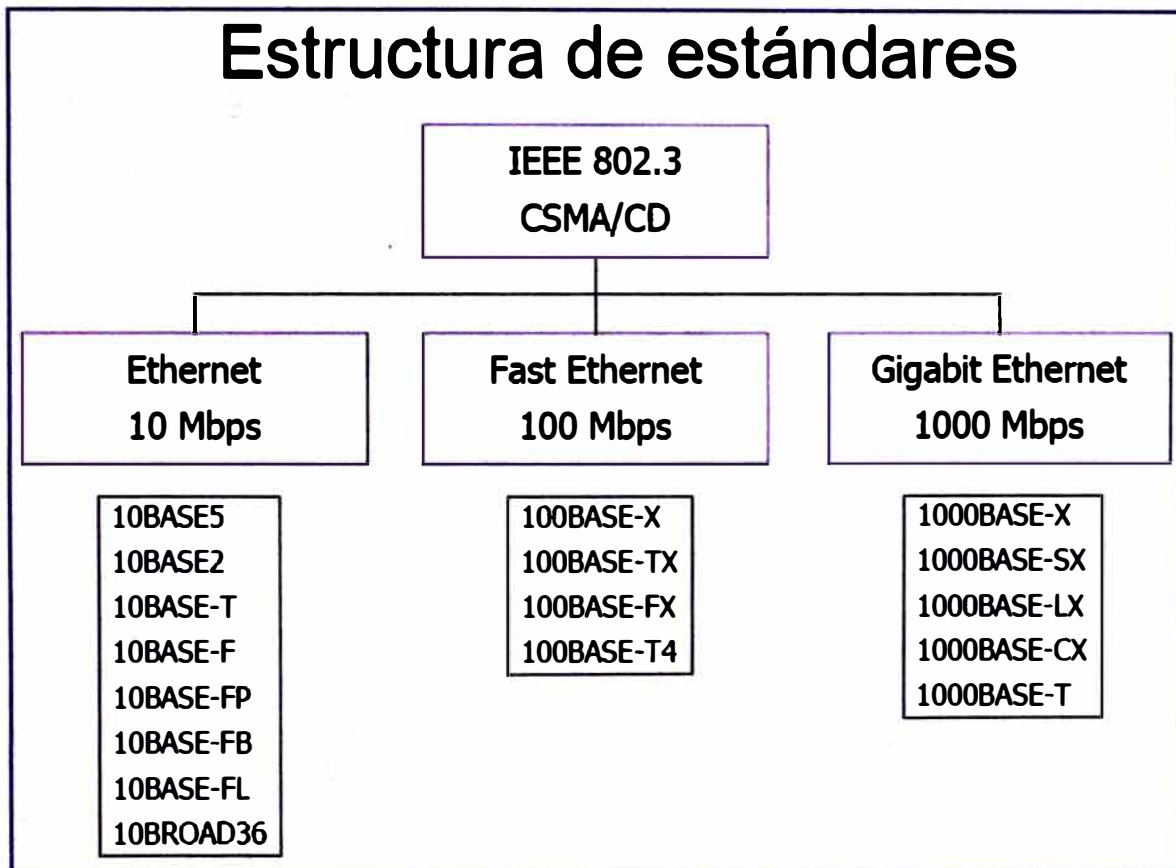 Estructura de estándares
IEEE 802.3
CSMA/CD
Ethernet
10 Mbps
Fast Ethernet
100 Mbps
Gigabit Ethernet
1000 Mbps
10BASE5
10BASE2
10BASE-T
10BASE-F
10BASE-FP
10BASE-FB
10BASE-FL
10BROAD36
100BASE-X
100BASE-TX
100BASE-FX
100BASE-T4
1000BASE-X
1000BASE-SX
1000BASE-LX
1000BASE-CX
1000BASE-T